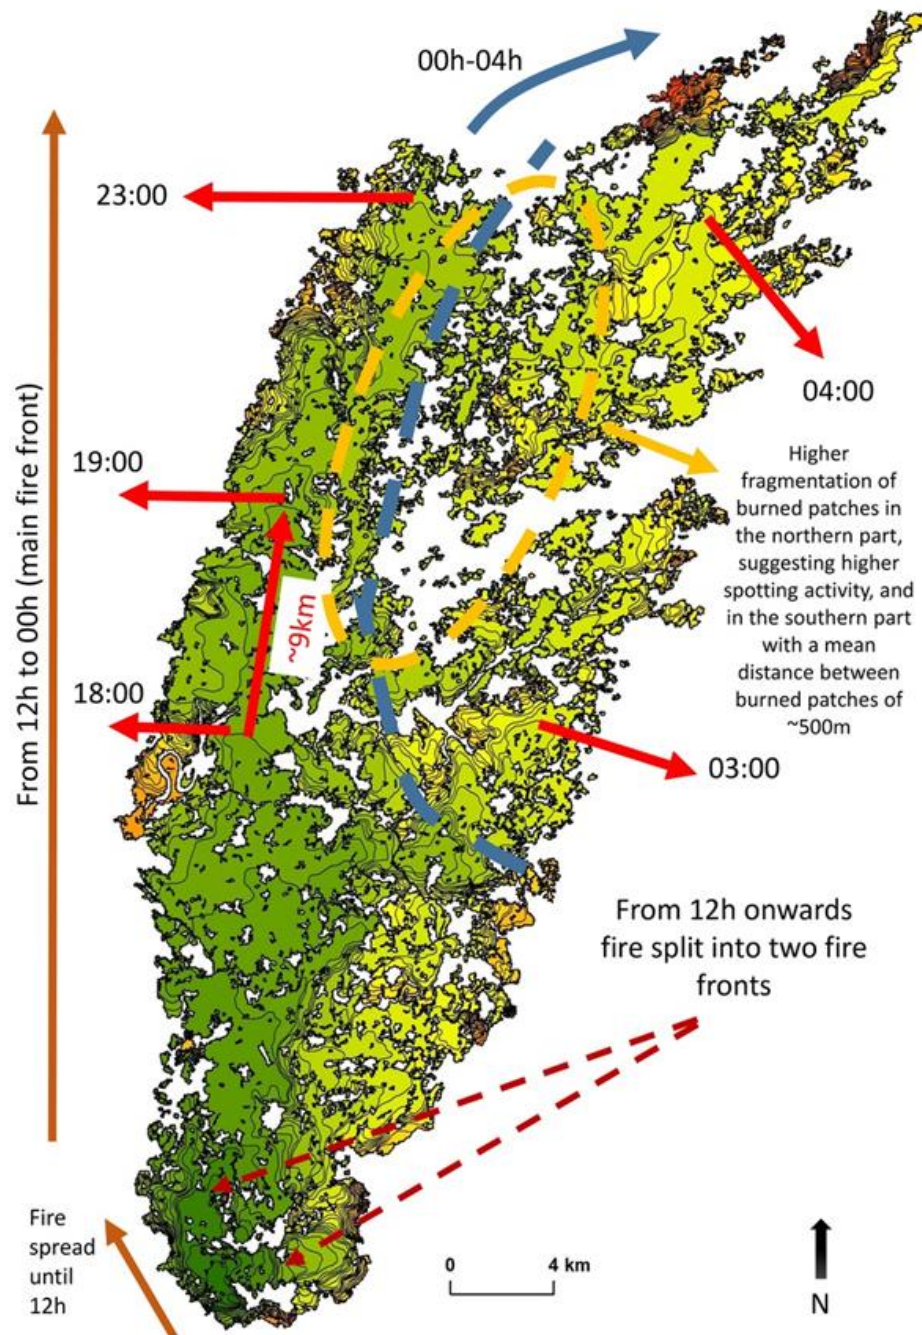 00h-04h
23:00
04:00
From 12h to 00h (main fire front)
19:00
Higher
fragmentation of
burned patches in
the northern part,
suggesting higher
spotting activity, and
in the southern part
with a mean
distance between
burned patches of
~500m
~9km
18:00
03:00
From 12h onwards
fire split into two fire
fronts
Fire
spread
until
12h
0 4 km
N